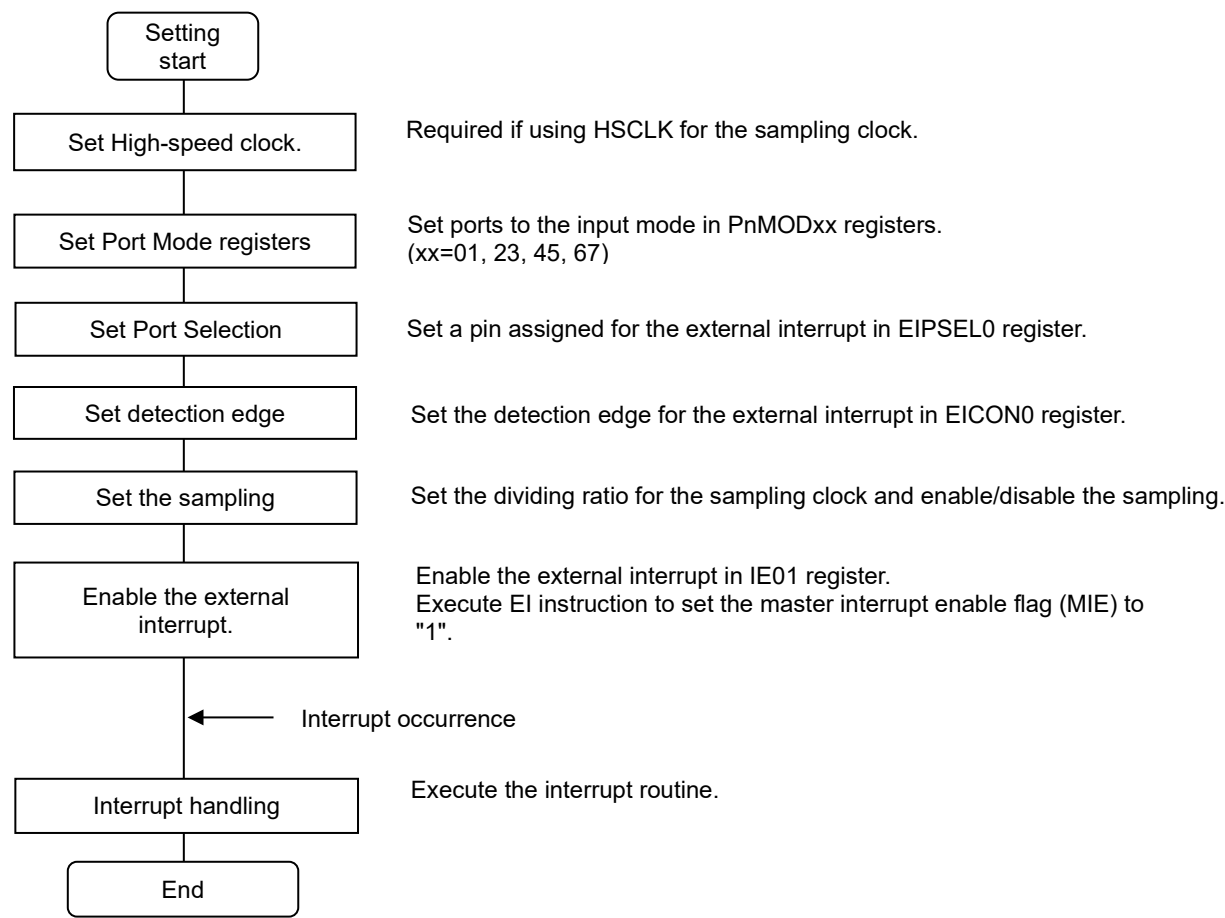 Setting
start
Set High-speed clock.
Required if using HSCLK for the sampling clock.
Set Port Mode registers
Set ports to the input mode in PnMODxx registers.
(xx=01, 23, 45, 67)
Set Port Selection
Set a pin assigned for the external interrupt in EIPSEL0 register.
Set detection edge
Set the detection edge for the external interrupt in EICON0 register.
Set the sampling
Set the dividing ratio for the sampling clock and enable/disable the sampling.
Enable the external
interrupt.
Enable the external interrupt in IE01 register.
Execute EI instruction to set the master interrupt enable flag (MIE) to
"1".
Interrupt occurrence
Interrupt handling
Execute the interrupt routine.
End